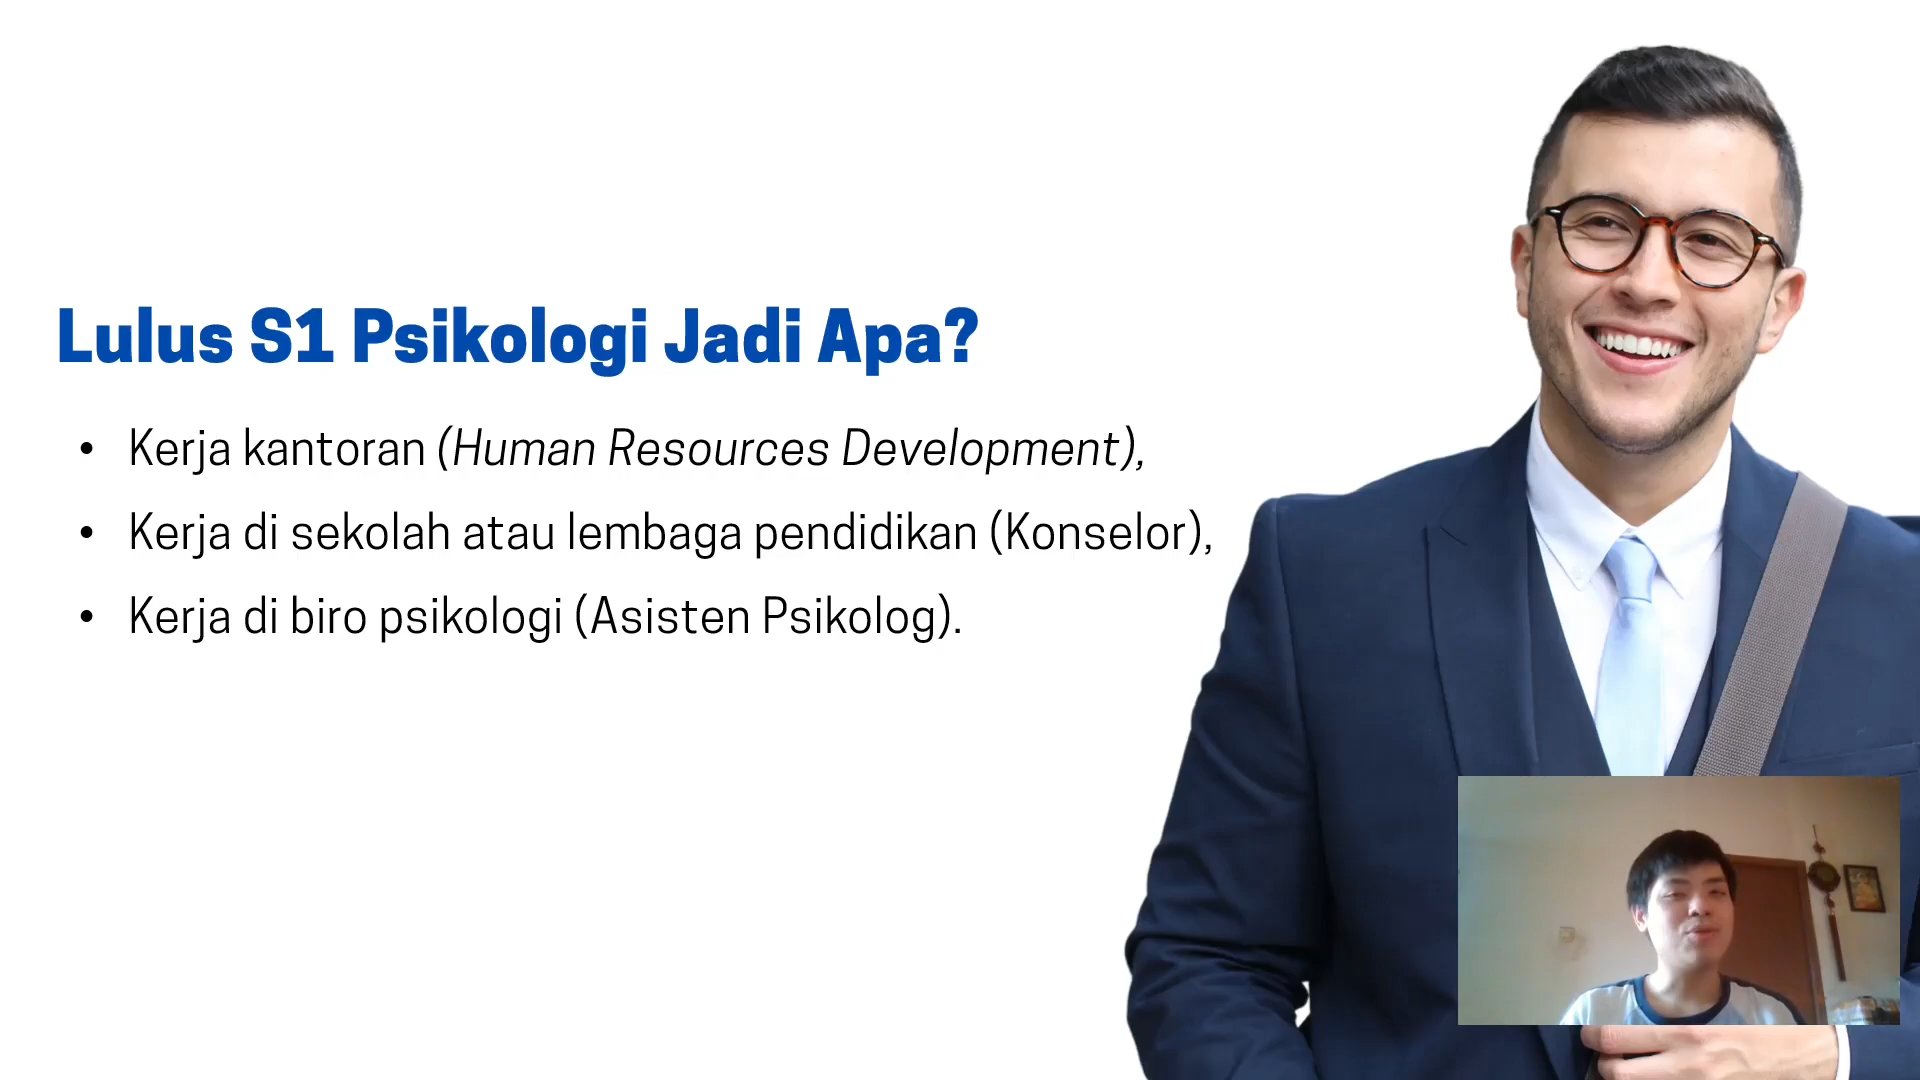 Lulus S1 Psikologi Jadi Apa?
• Kerja kantoran (Human Resources Development),
• Kerja di sekolah atau lembaga pendidikan (Konselor),
• Kerja di biro psikologi (Asisten Psikolog).